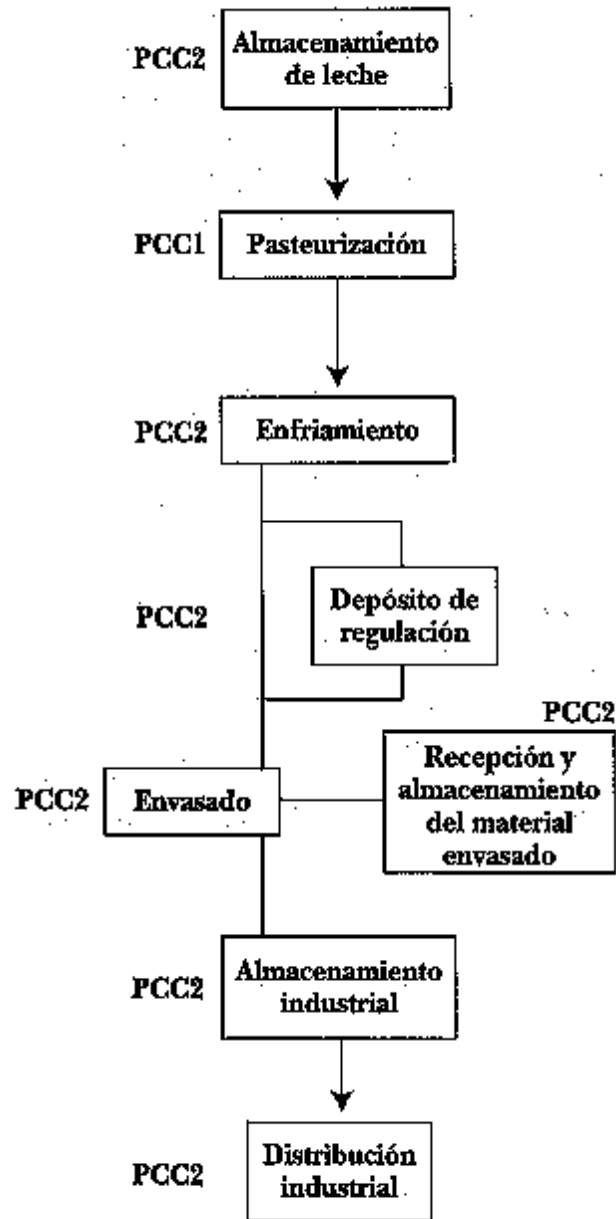 PCC2
Almacenamiento
de leche
PCC1
Pasteurización
PCC2
Enfriamiento
PCC2
Depósito de
regulación
PCC2
Recepción y
almacenamiento
del material
envasado
PCC2
Envasado
PCC2
Almacenamiento
industrial
PCC2
Distribución
industrial